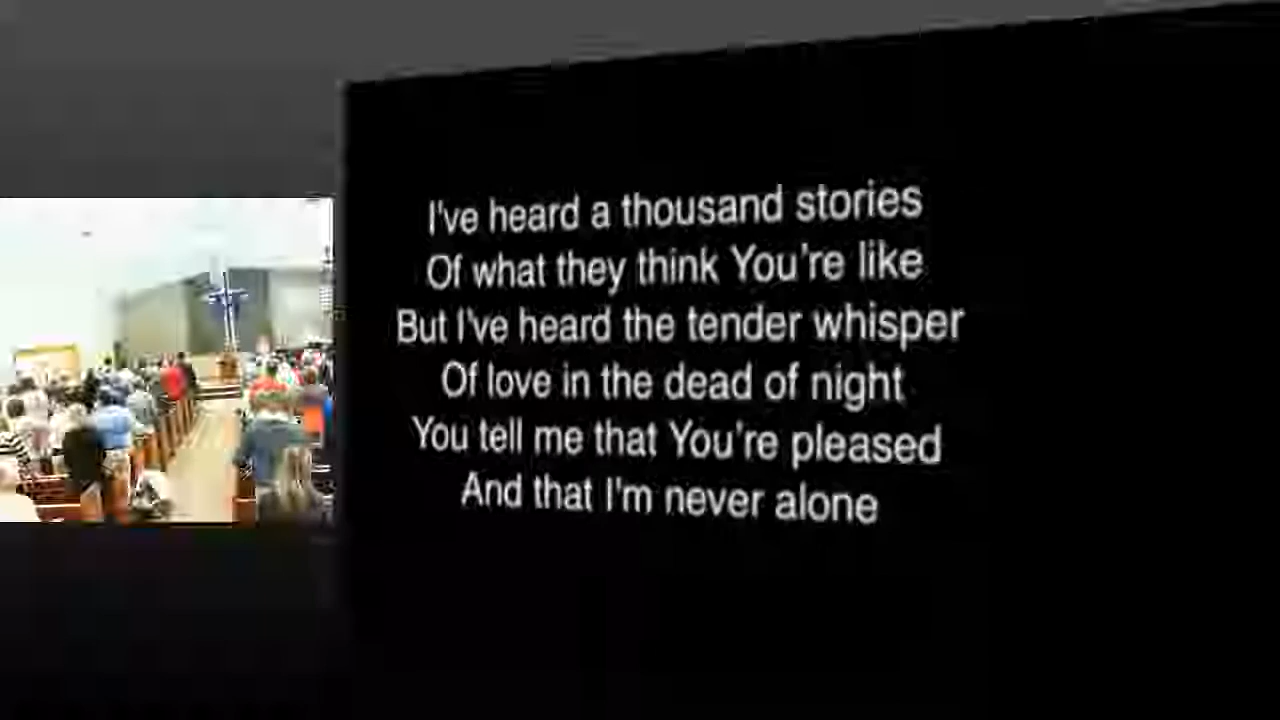 I've heard a thousand stories
Of what they think You're like
But I've heard the tender whisper
Of love in the dead of night
You tell me that You're pleased
And that I'm never alone